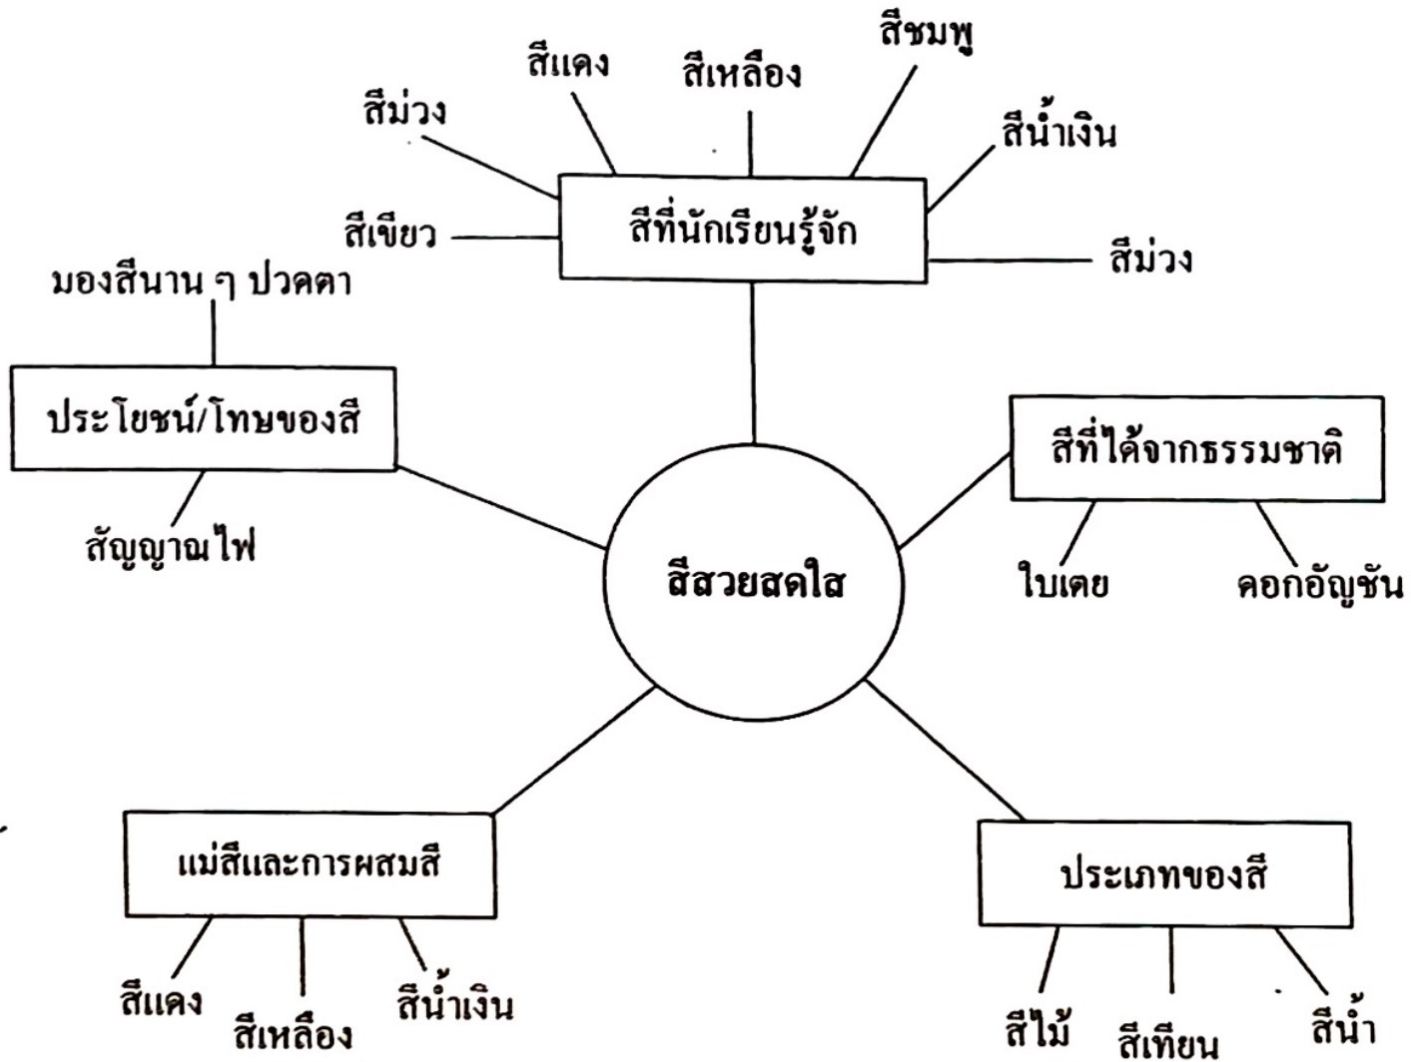 สีชมพู
สีแดง
สีเหลือง
สีม่วง
สีน้ำเงิน
สีที่นักเรียนรู้จัก
สีเขียว
สีม่วง
มองสีนาน ๆ ปวดตา
ประโยชน์/โทษของสี
สัญญาณไฟ
สีที่ได้จากธรรมชาติ
ใบเตย
ดอกอัญชัน
สีสวยสดใส
แม่สีและการผสมสี
สีแดง
สีเหลือง
สีน้ำเงิน
ประเภทของสี
สีไม้
สีเทียน
สีน้ำ